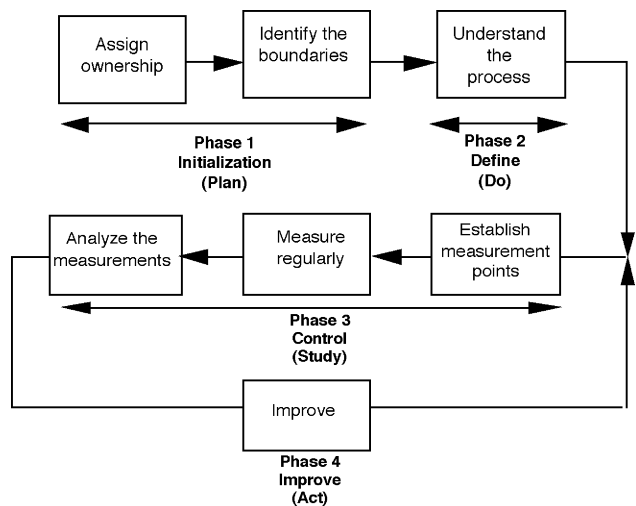 Assign
ownership
Identify the
boundaries
Understand
the
process
Phase 1
Initialization
(Plan)
Phase 2
Define
(Do)
Analyze the
measurements
Measure
regularly
Establish
measurement
points
Phase 3
Control
(Study)
Improve
Phase 4
Improve
(Act)